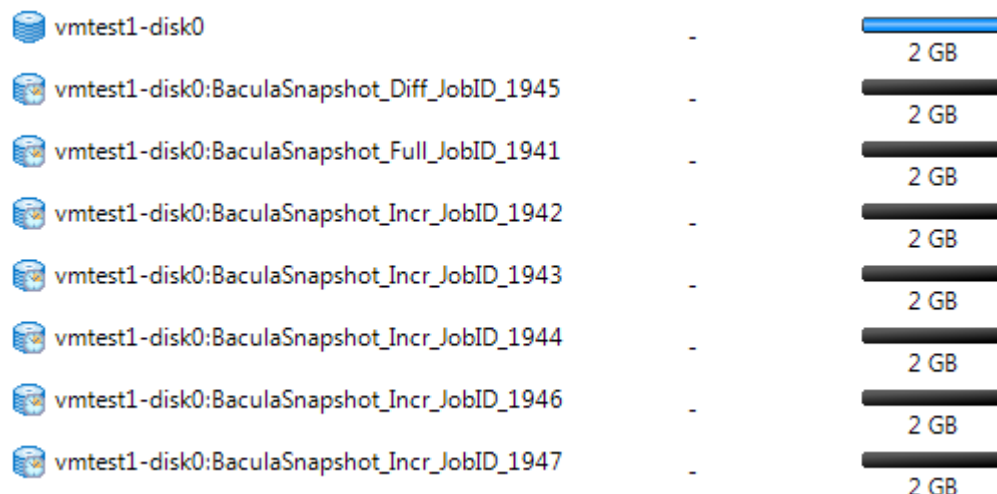 vmtest1-disk0 -
2 GB
vmtest1-disk0:BaculaSnapshot_Diff_JobID_1945 -
2 GB
vmtest1-disk0:BaculaSnapshot_Full_JobID_1941 -
2 GB
vmtest1-disk0:BaculaSnapshot_Incr_JobID_1942 -
2 GB
vmtest1-disk0:BaculaSnapshot_Incr_JobID_1943 -
2 GB
vmtest1-disk0:BaculaSnapshot_Incr_JobID_1944 -
2 GB
vmtest1-disk0:BaculaSnapshot_Incr_JobID_1946 -
2 GB
vmtest1-disk0:BaculaSnapshot_Incr_JobID_1947 -
2 GB